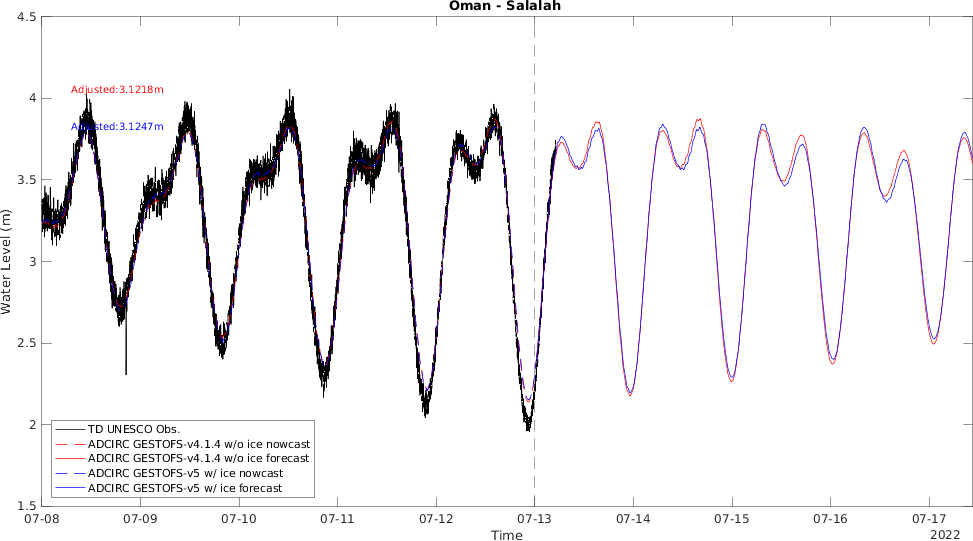 Oman - Salalah
4.5
4
3.5
3
2.5
2
1.5
Water Level (m)
Adjusted:3.1218m
Adjusted:3.1247m
TD UNESCO Obs.
ADCIRC GESTOFS-v4.1.4 w/o ice nowcast
ADCIRC GESTOFS-v4.1.4 w/o ice forecast
ADCIRC GESTOFS-v5 w/ ice nowcast
ADCIRC GESTOFS-v5 w/ ice forecast
07-08 07-09 07-10 07-11 07-12 07-13 07-14 07-15 07-16 07-17
Time
2022